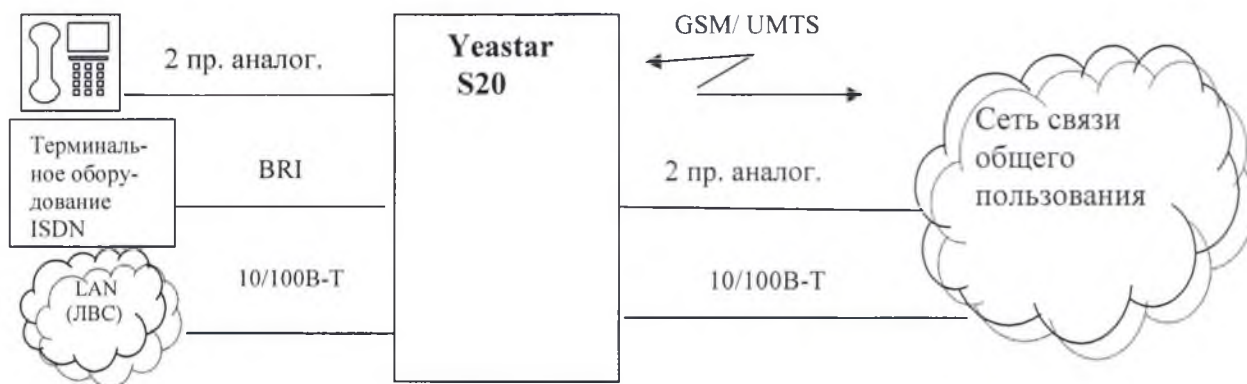 GSM/ UMTS
Yeastar
S20
2 пр. аналог.
Терминаль-
ное обору-
дование
ISDN
BRI
2 пр. аналог.
Сеть связи
общего
пользования
10/100В-Т
10/100В-Т
LAN
(ЛВС)